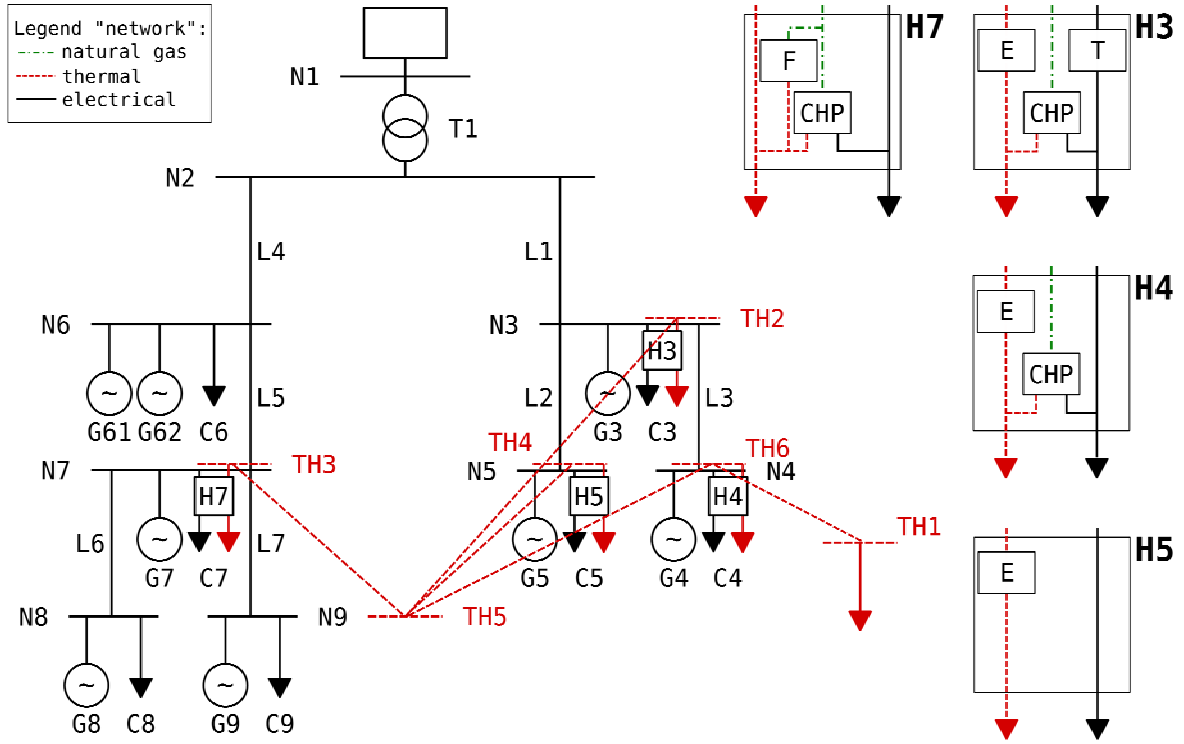 Legend "network":
natural gas
thermal
electrical
N1
T1
N2
L4
L1
N6
N3
TH2
H3
~
~
~
L5
L2
L3
G61
G62
C6
G3
C3
TH4
TH6
N7
TH3
N5
N4
H7
H5
H4
~
~
~
L6
L7
G7
C7
G5
C5
G4
C4
TH1
N8
N9
TH5
~
~
G8
C8
G9
C9
H7
F
CHP
H3
E
T
CHP
H4
E
CHP
H5
E